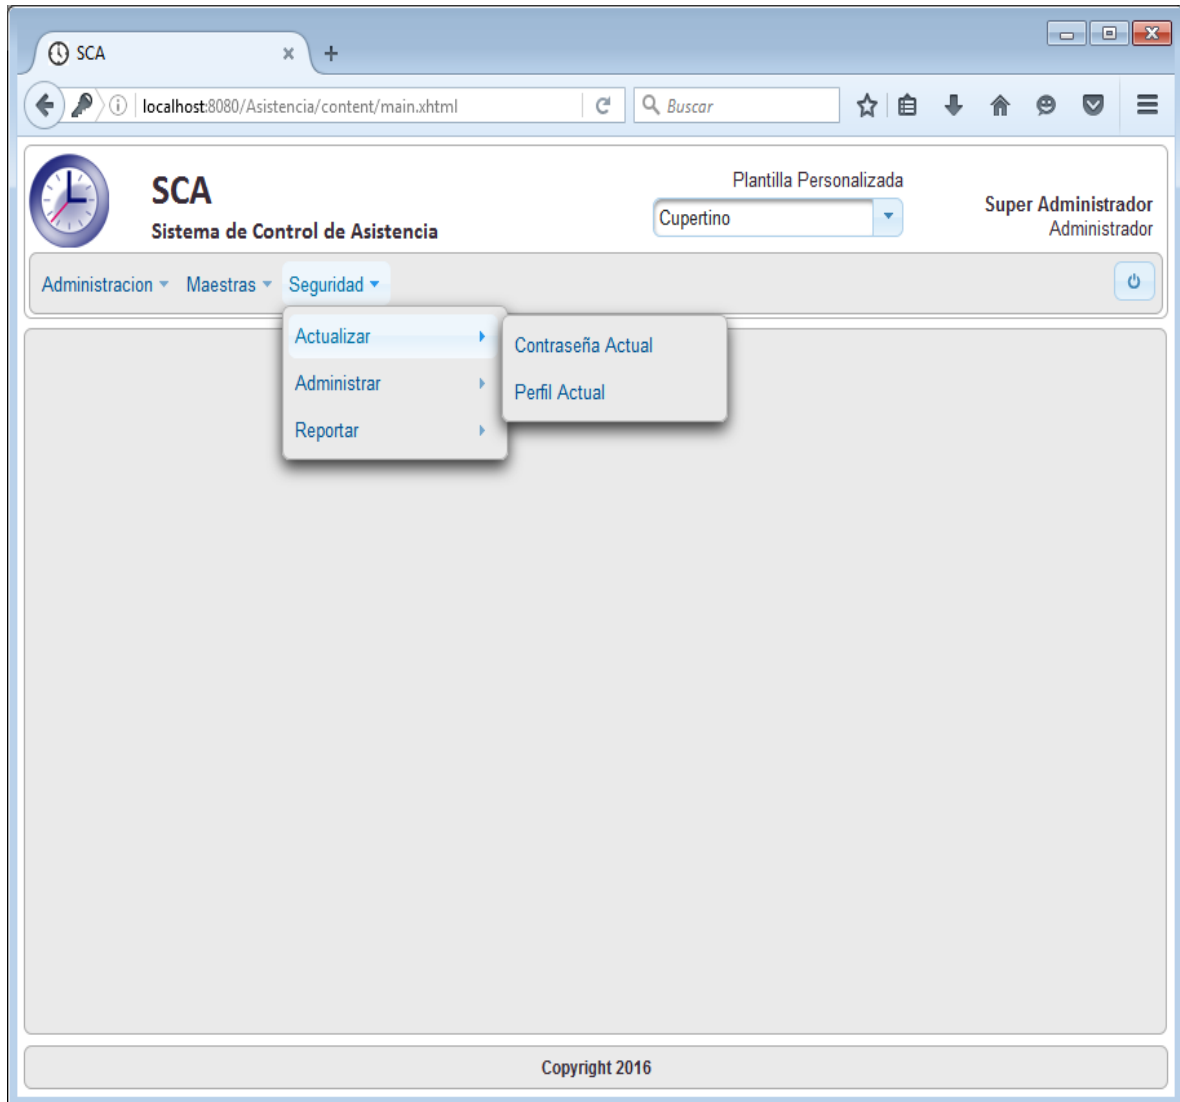 SCA
localhost:8080/Asistencia/content/main.xhtml
Buscar
SCA
Sistema de Control de Asistencia
Plantilla Personalizada
Cupertino
Super Administrador
Administrador
Administracion Maestras Seguridad
Actualizar
Administrar
Reportar
Contraseña Actual
Perfil Actual
Copyright 2016